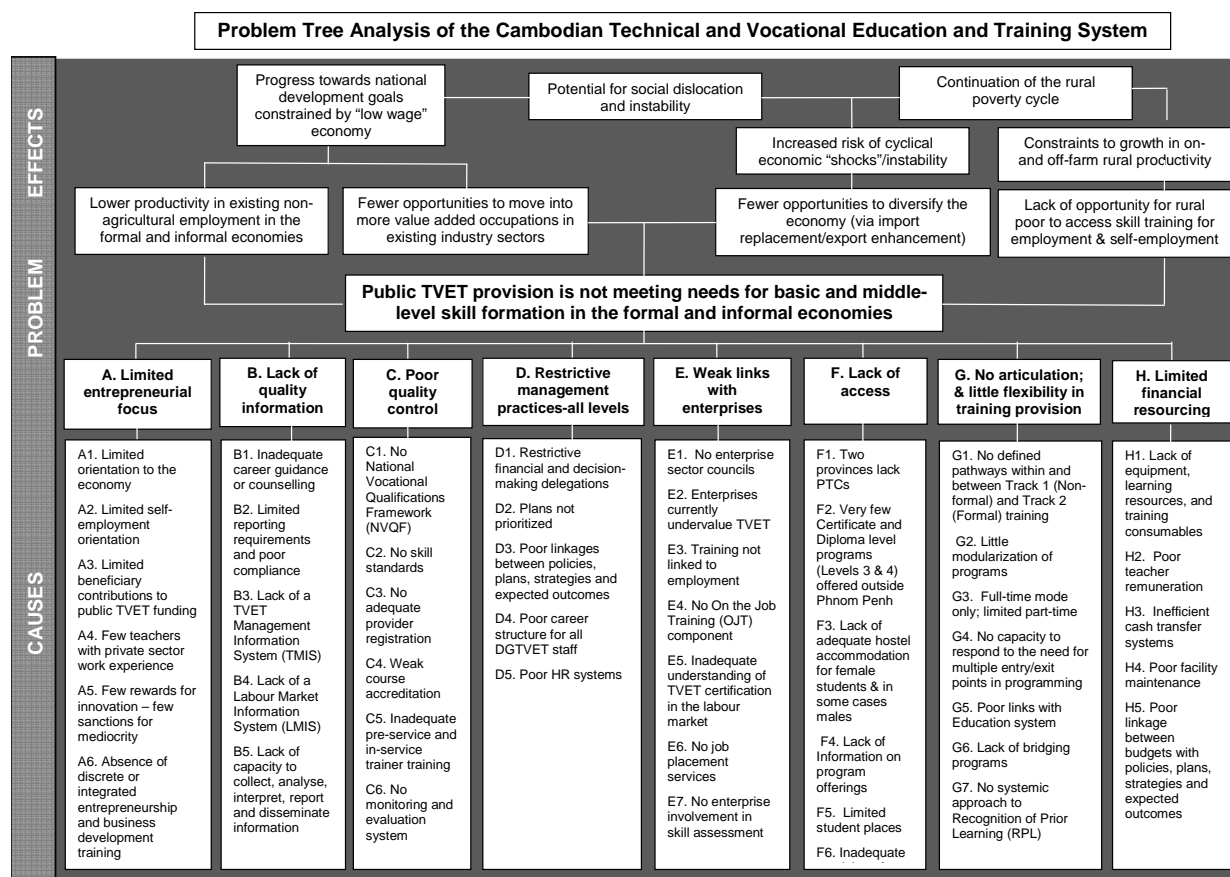 Problem Tree Analysis of the Cambodian Technical and Vocational Education and Training System
EFFECTS
Progress towards national
development goals
constrained by “low wage”
economy
Potential for social dislocation
and instability
Continuation of the rural
poverty cycle
Increased risk of cyclical
economic “shocks”/instability
Constraints to growth in on-
and off-farm rural productivity
Lower productivity in existing non-
agricultural employment in the
formal and informal economies
Fewer opportunities to move into
more value added occupations in
existing industry sectors
Fewer opportunities to diversify the
economy (via import
replacement/export enhancement)
Lack of opportunity for rural
poor to access skill training for
employment & self-employment
PROBLEM
Public TVET provision is not meeting needs for basic and middle-
level skill formation in the formal and informal economies
CAUSES
A. Limited
entrepreneurial
focus
B. Lack of
quality
information
C. Poor
quality
control
D. Restrictive
management
practices-all levels
E. Weak links
with
enterprises
F. Lack of
access
G. No articulation;
& little flexibility in
training provision
H. Limited
financial
resourcing
A1. Limited
orientation to the
economy
A2. Limited self-
employment
orientation
A3. Limited
beneficiary
contributions to
public TVET funding
A4. Few teachers
with private sector
work experience
A5. Few rewards for
innovation – few
sanctions for
mediocrity
A6. Absence of
discrete or
integrated
entrepreneurship
and business
development
training
B1. Inadequate
career guidance
or counselling
B2. Limited
reporting
requirements
and poor
compliance
B3. Lack of a
TVET
Management
Information
System (TMIS)
B4. Lack of a
Labour Market
Information
System (LMIS)
B5. Lack of
capacity to
collect, analyse,
interpret, report
and disseminate
information
C1. No
National
Vocational
Qualifications
Framework
(NVQF)
C2. No skill
standards
C3. No
adequate
provider
registration
C4. Weak
course
accreditation
C5. Inadequate
pre-service and
in-service
trainer training
C6. No
monitoring and
evaluation
system
D1. Restrictive
financial and decision-
making delegations
D2. Plans not
prioritized
D3. Poor linkages
between policies,
plans, strategies and
expected outcomes
D4. Poor career
structure for all
DGTVET staff
D5. Poor HR systems
E1. No enterprise
sector councils
E2. Enterprises
currently
undervalue TVET
E3. Training not
linked to
employment
E4. No On the Job
Training (OJT)
component
E5. Inadequate
understanding of
TVET certification
in the labour
market
E6. No job
placement
services
E7. No enterprise
involvement in
skill assessment
F1. Two
provinces lack
PTCs
F2. Very few
Certificate and
Diploma level
programs
(Levels 3 & 4)
offered outside
Phnom Penh
F3. Lack of
adequate hostel
accommodation
for female
students & in
some cases
males
F4. Lack of
Information on
program
offerings
F5. Limited
student places
F6. Inadequate
G1. No defined
pathways within and
between Track 1 (Non-
formal) and Track 2
(Formal) training
G2. Little
modularization of
programs
G3. Full-time mode
only; limited part-time
G4. No capacity to
respond to the need for
multiple entry/exit
points in programming
G5. Poor links with
Education system
G6. Lack of bridging
programs
G7. No systemic
approach to
Recognition of Prior
Learning (RPL)
H1. Lack of
equipment,
learning
resources, and
training
consumables
H2. Poor
teacher
remuneration
H3. Inefficient
cash transfer
systems
H4. Poor facility
maintenance
H5. Poor
linkage
between
budgets with
policies, plans,
strategies and
expected
outcomes